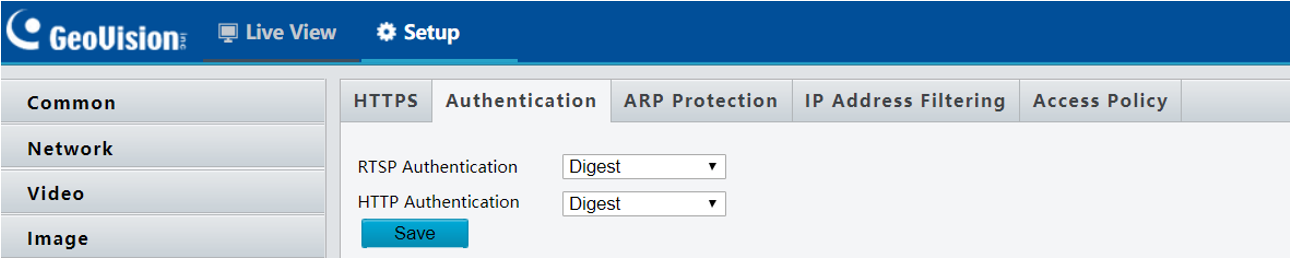 GeoVision Live View Setup
Common HTTPS Authentication ARP Protection IP Address Filtering Access Policy
Network
RTSP Authentication Digest
Video
HTTP Authentication Digest
Save
Image